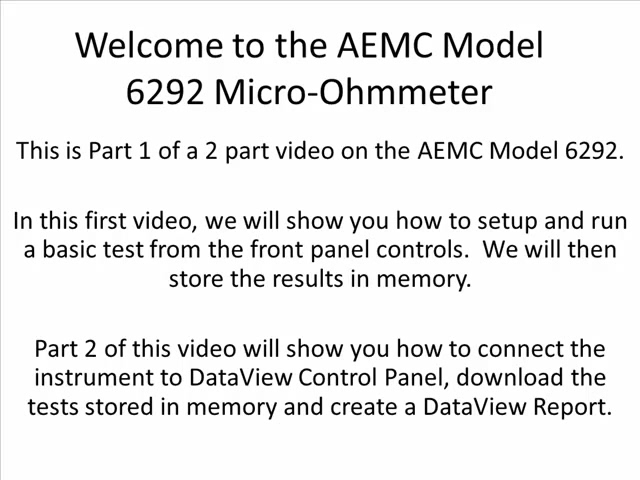 Welcome to the AEMC Model
6292 Micro-Ohmmeter
This is Part 1 of a 2 part video on the AEMC Model 6292.
In this first video, we will show you how to setup and run
a basic test from the front panel controls.  We will then
store the results in memory.
Part 2 of this video will show you how to connect the
instrument to DataView Control Panel, download the
tests stored in memory and create a DataView Report.